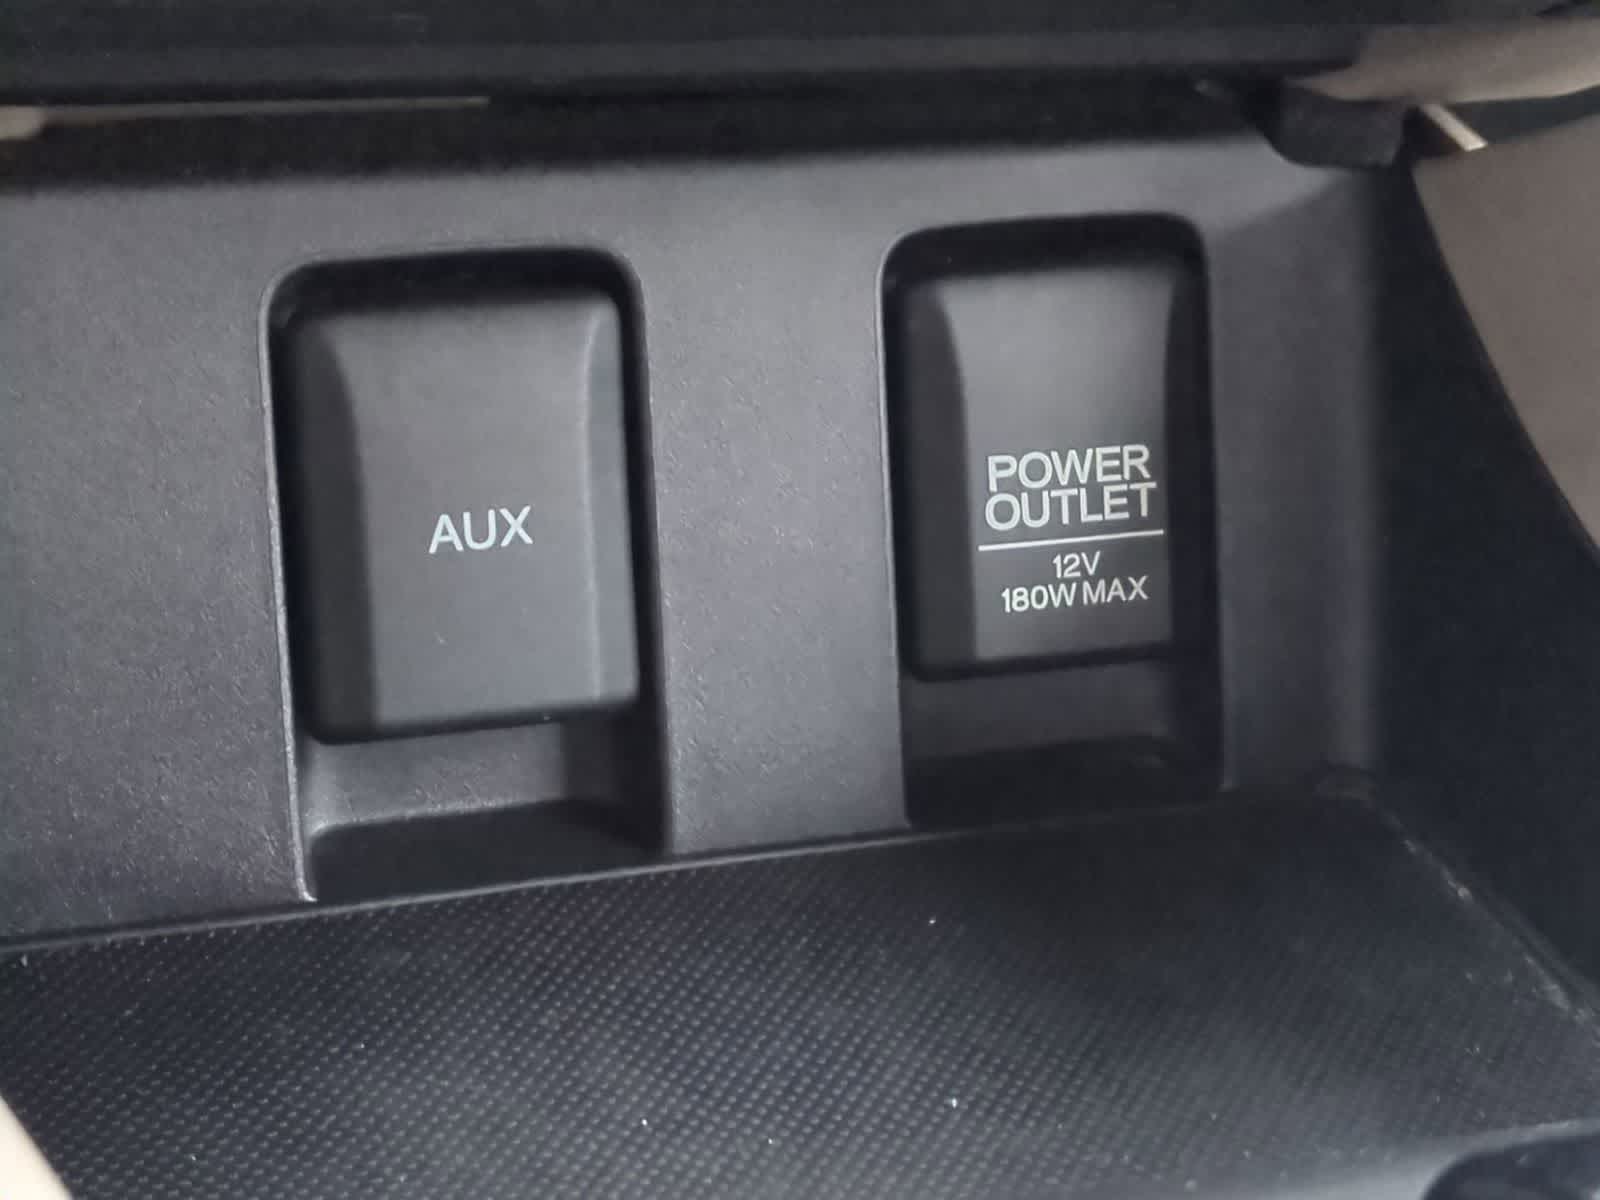 AUX
POWER
OUTLET
12V
180W MAX